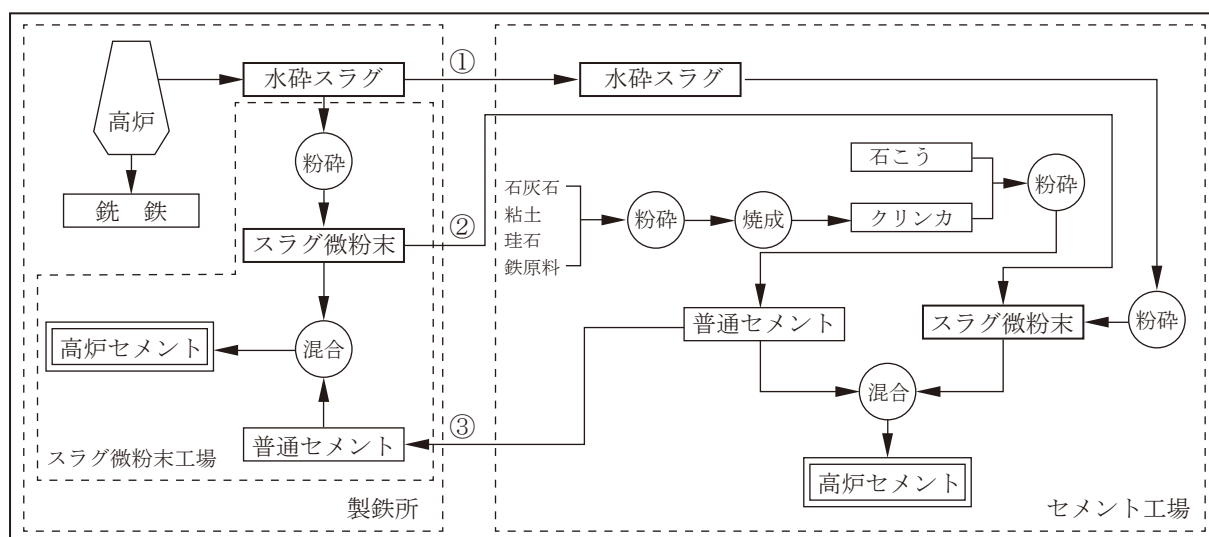 高炉
水砕スラグ
①
水砕スラグ
粉砕
銑 鉄
スラグ微粉末
②
石灰石
粘土
珪石
鉄原料
粉砕
焼成
石こう
クリンカ
粉砕
高炉セメント
混合
③
普通セメント
スラグ微粉末
粉砕
混合
普通セメント
スラグ微粉末工場
高炉セメント
製鉄所
セメント工場